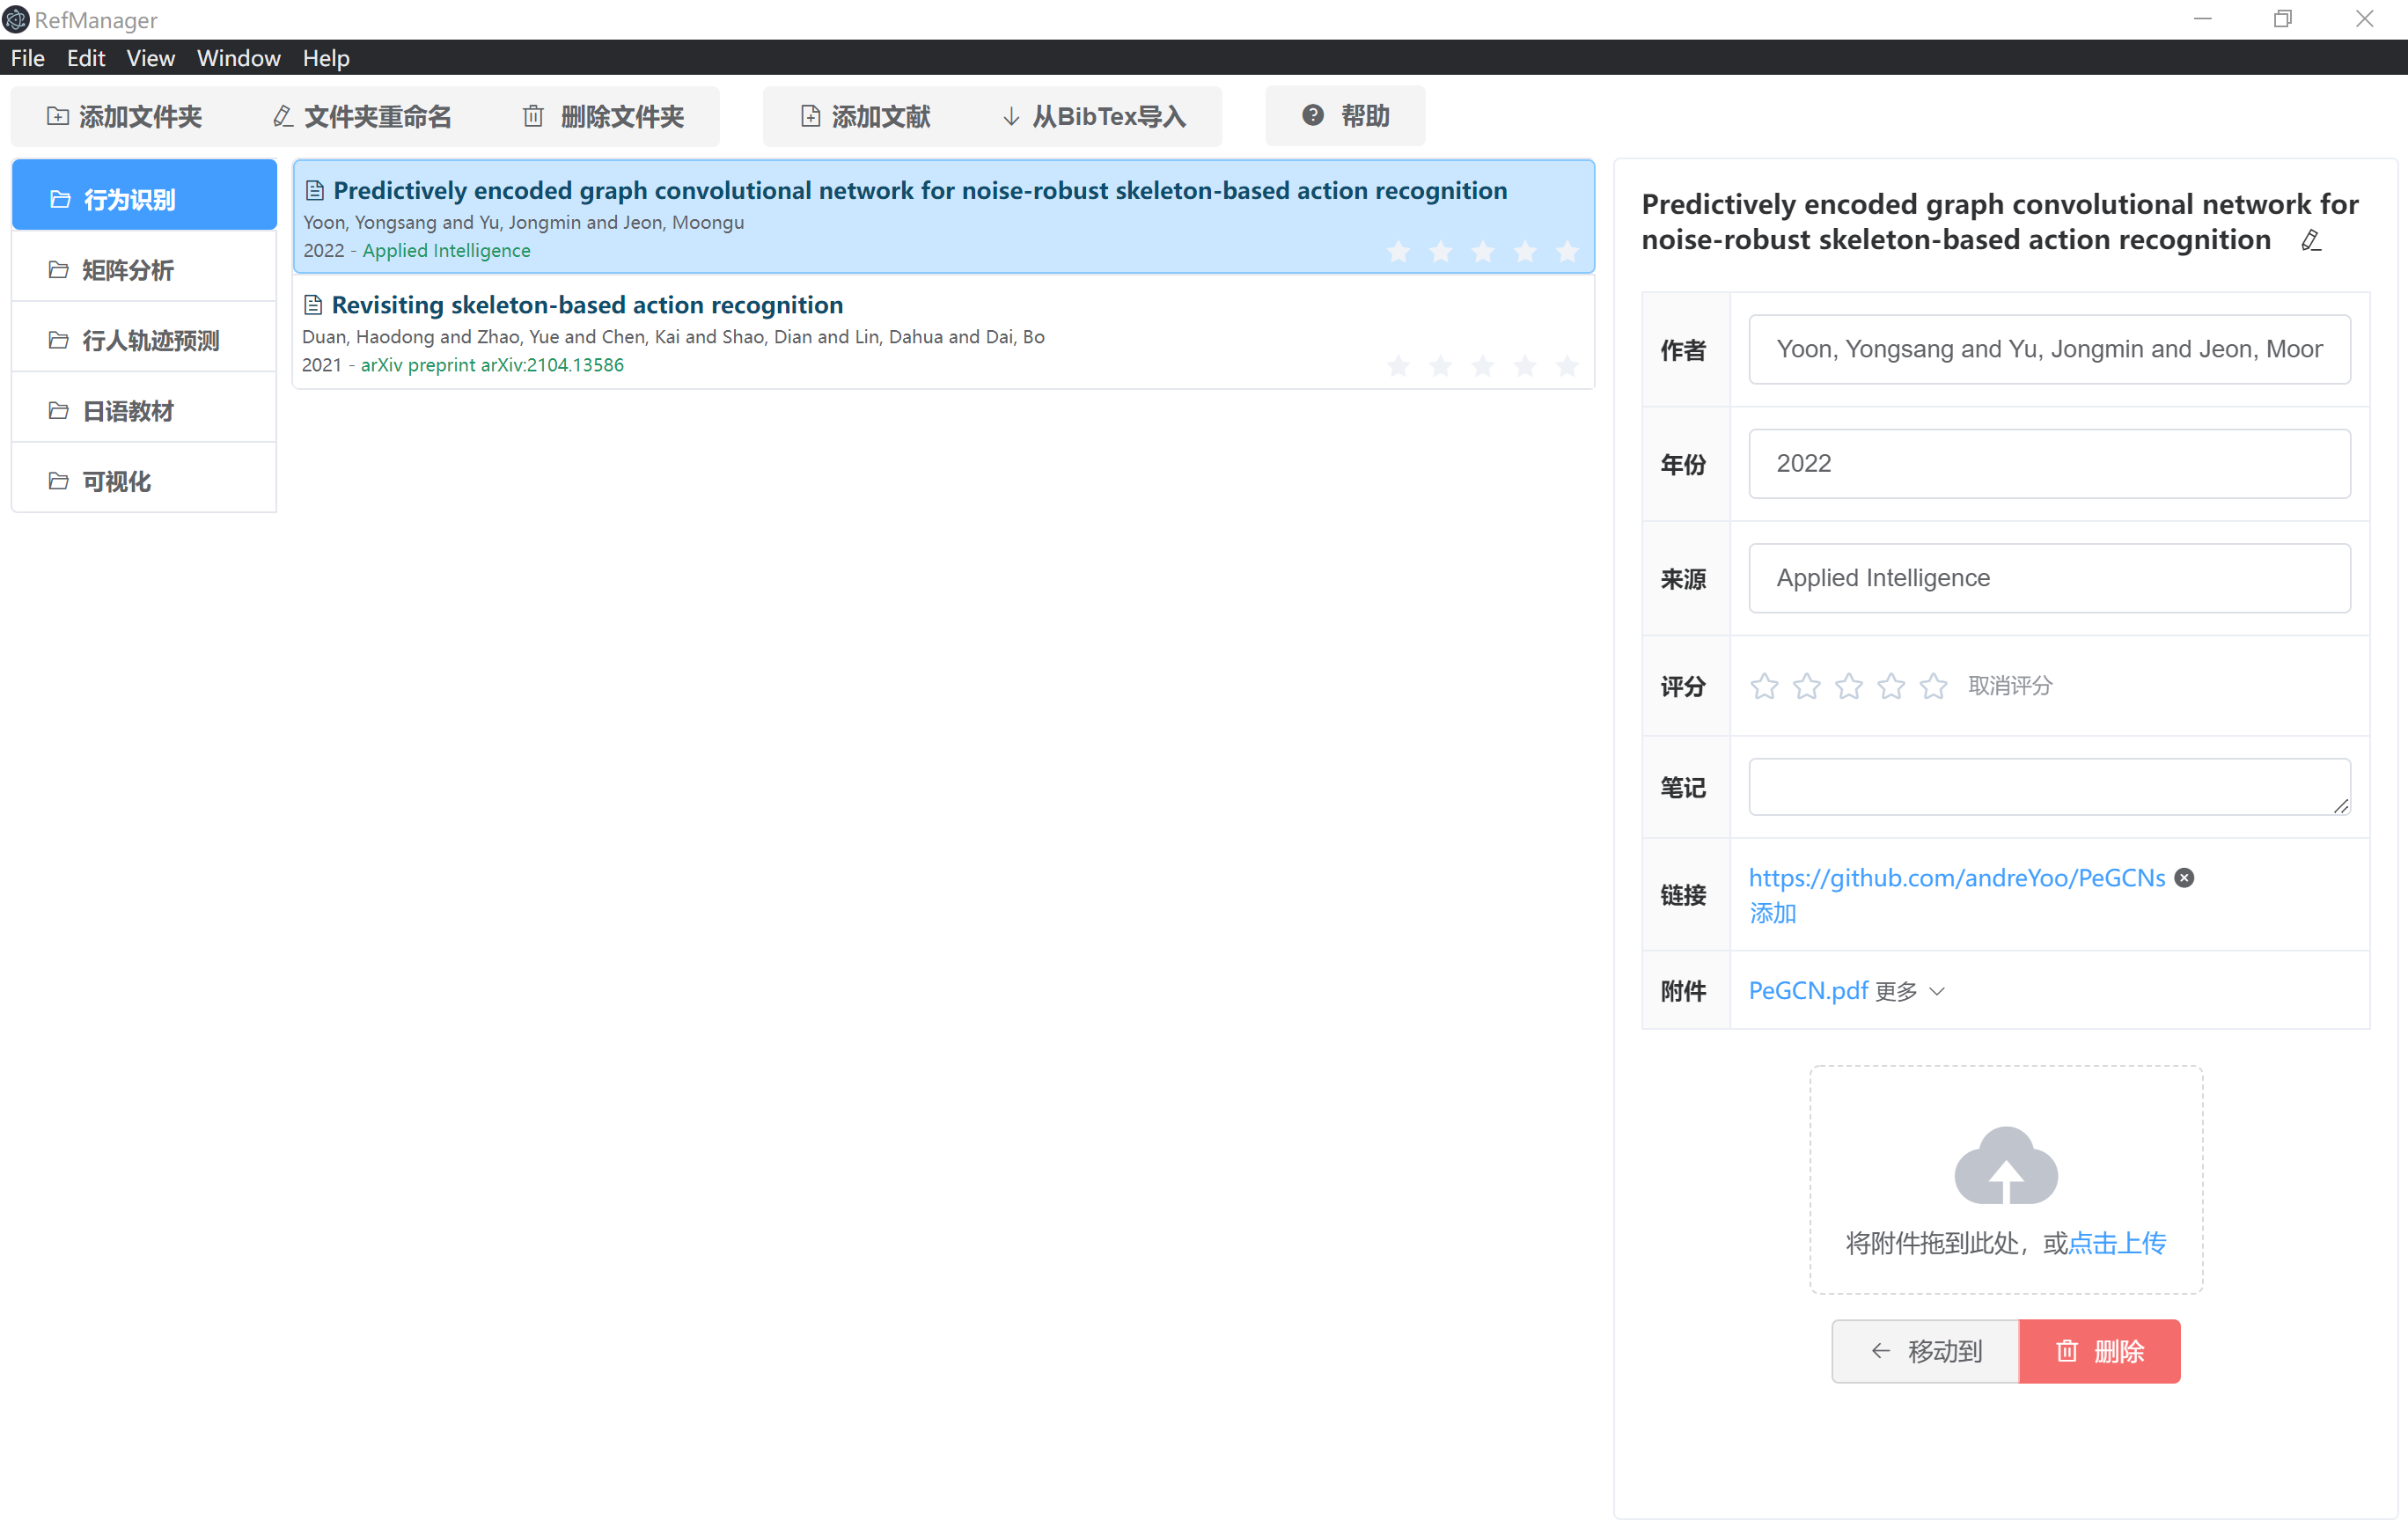 RefManager
File Edit View Window Help
添加文件夹 文件夹重命名 删除文件夹 添加文献 从BibTex导入 帮助
行为识别
矩阵分析
行人轨迹预测
日语教材
可视化
Predictively encoded graph convolutional network for noise-robust skeleton-based action recognition
Yoon, Yongsang and Yu, Jongmin and Jeon, Moongu
2022 - Applied Intelligence
Revisiting skeleton-based action recognition
Duan, Haodong and Zhao, Yue and Chen, Kai and Shao, Dian and Lin, Dahua and Dai, Bo
2021 - arXiv preprint arXiv:2104.13586
Predictively encoded graph convolutional network for
noise-robust skeleton-based action recognition
作者 Yoon, Yongsang and Yu, Jongmin and Jeon, Moor
年份 2022
来源 Applied Intelligence
评分 取消评分
笔记
链接 https://github.com/andreYoo/PeGCNs
添加
附件 PeGCN.pdf 更多
将附件拖到此处，或点击上传
移动到 删除